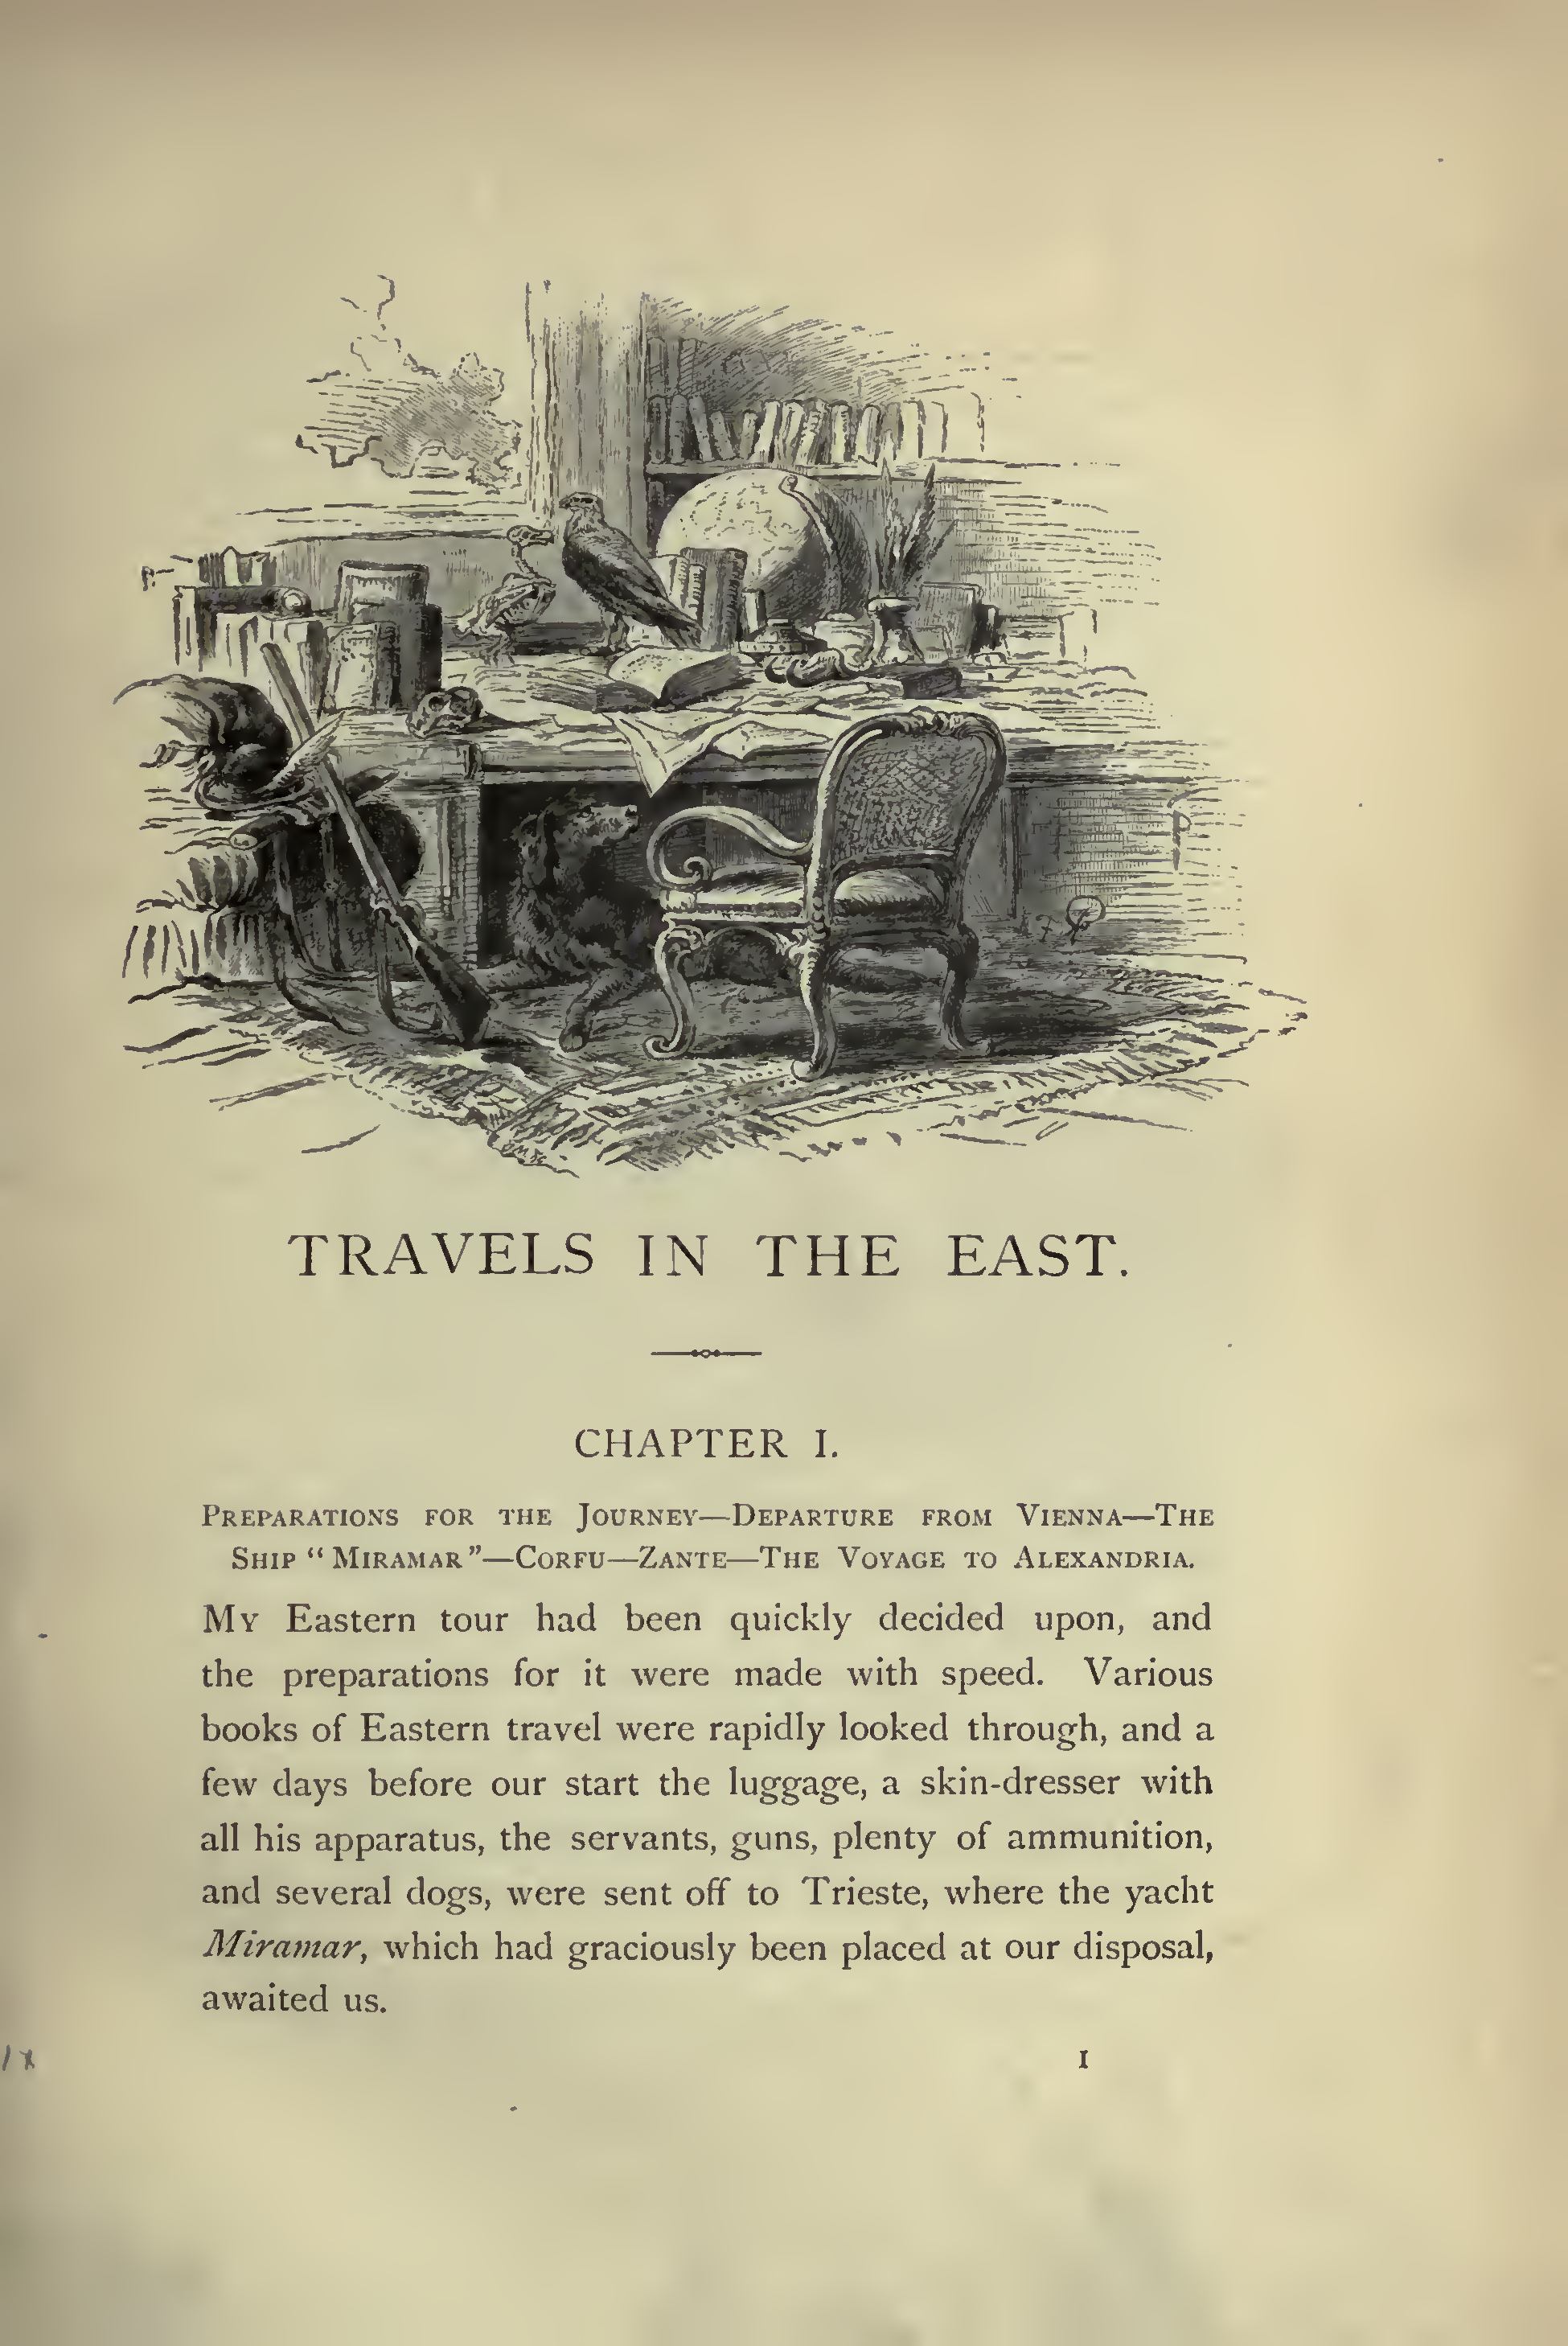 TRAVELS IN THE EAST.
CHAPTER I.
Preparations for the Journey—Departure from Vienna—The
Ship “Miramar”—Corfu—Zante—The Voyage to Alexandria.
My Eastern tour had been quickly decided upon, and
the preparations for it were made with speed. Various
books of Eastern travel were rapidly looked through, and a
few days before our start the luggage, a skin-dresser with
all his apparatus, the servants, guns, plenty of ammunition,
and several dogs, were sent off to Trieste, where the yacht
Miramar, which had graciously been placed at our disposal,
awaited us.
1